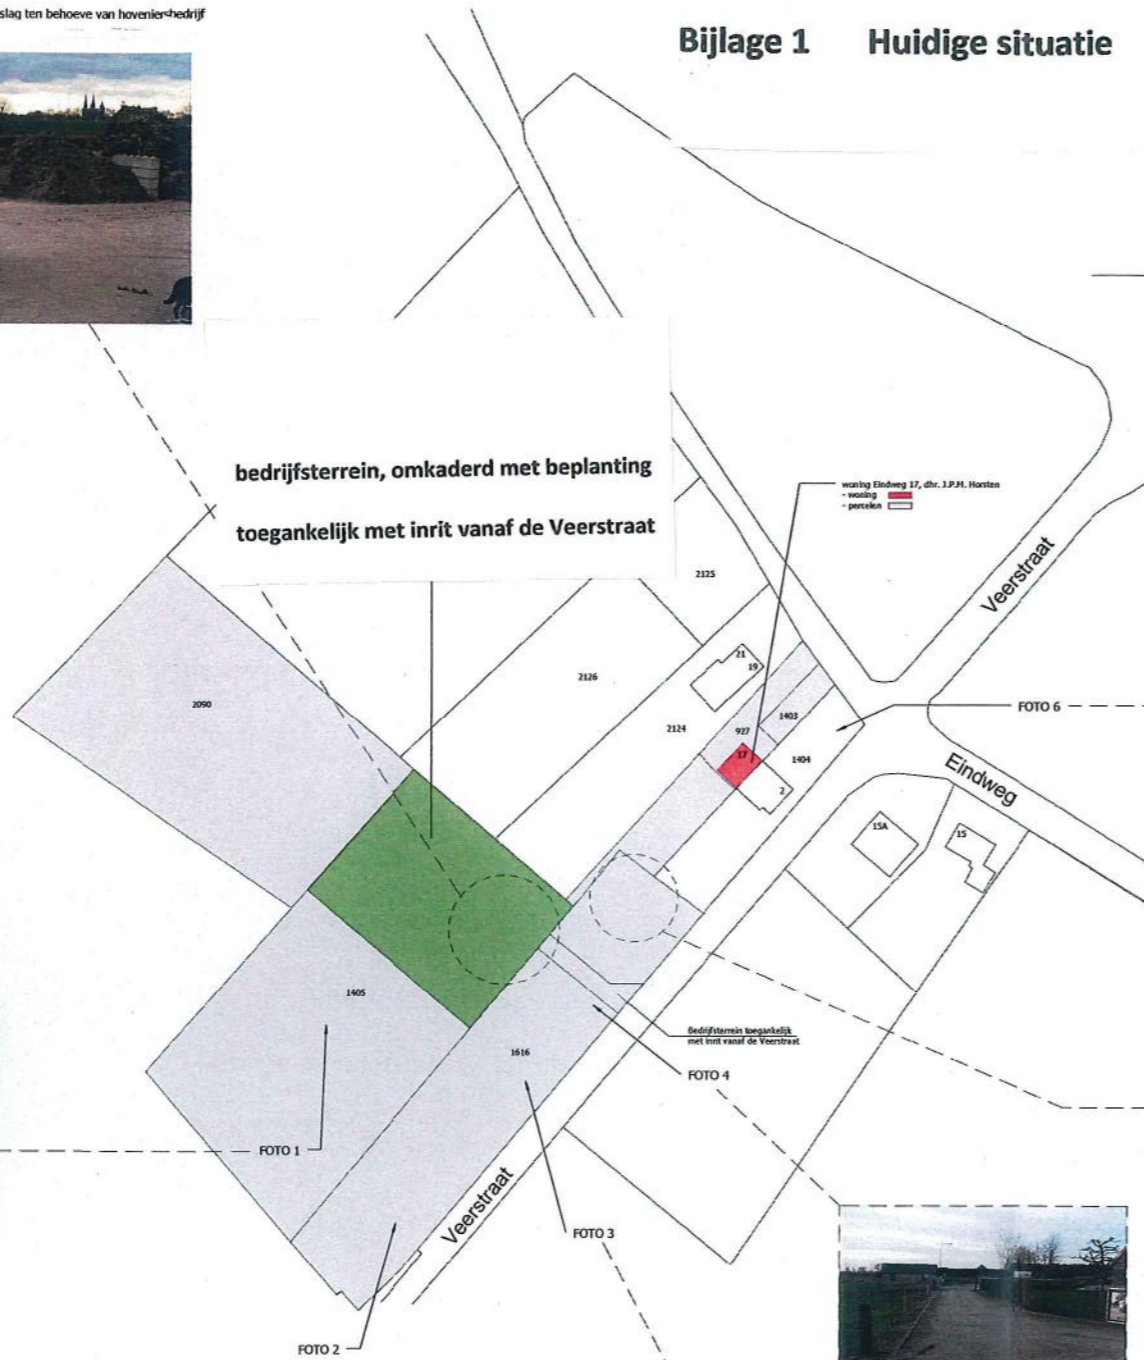 slag ten behoeve van hoveniersbedrijf
Bijlage 1 Huidige situatie
bedrijfsterrein, omkaderd met beplanting
toegankelijk met inrit vanaf de Veerstraat
woning Eindweg 17, dhr. J.P.M. Horsten
- woning
- percelen
Veerstraat
2125
21
19
2126
2090
2124
927
1403
FOTO 6
17
1404
2
Eindweg
15A
15
1405
Bedrijfsterrein toegankelijk
met inrit vanaf de Veerstraat
1616
FOTO 4
FOTO 1
Veerstraat
FOTO 3
FOTO 2